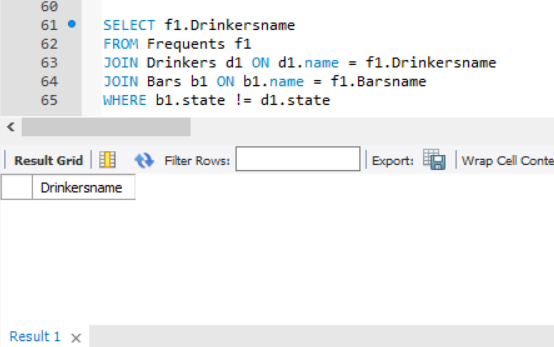 60
61 SELECT f1.Drinkersname
62 FROM Frequents f1
63 JOIN Drinkers d1 ON d1.name = f1.Drinkersname
64 JOIN Bars b1 ON b1.name = f1.Barsname
65 WHERE b1.state != d1.state
Result Grid Filter Rows: Export: Wrap Cell Conte
Drinkersname
Result 1